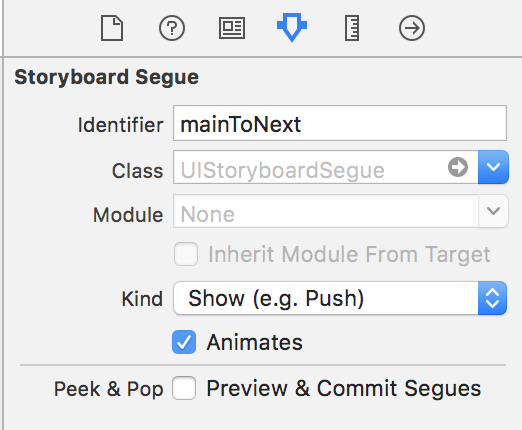 Storyboard Segue
Identifier mainToNext
Class UIStoryboardSegue
Module None
Inherit Module From Target
Kind Show (e.g. Push)
Animates
Peek & Pop Preview & Commit Segues